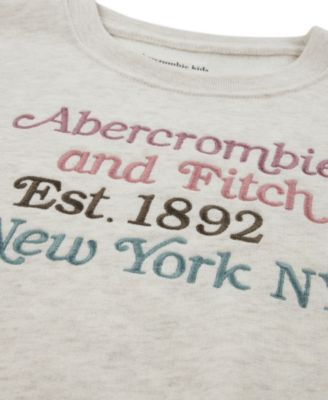 abercrombie kids
Abercrombie
and Fitch
Est. 1892
New York NY